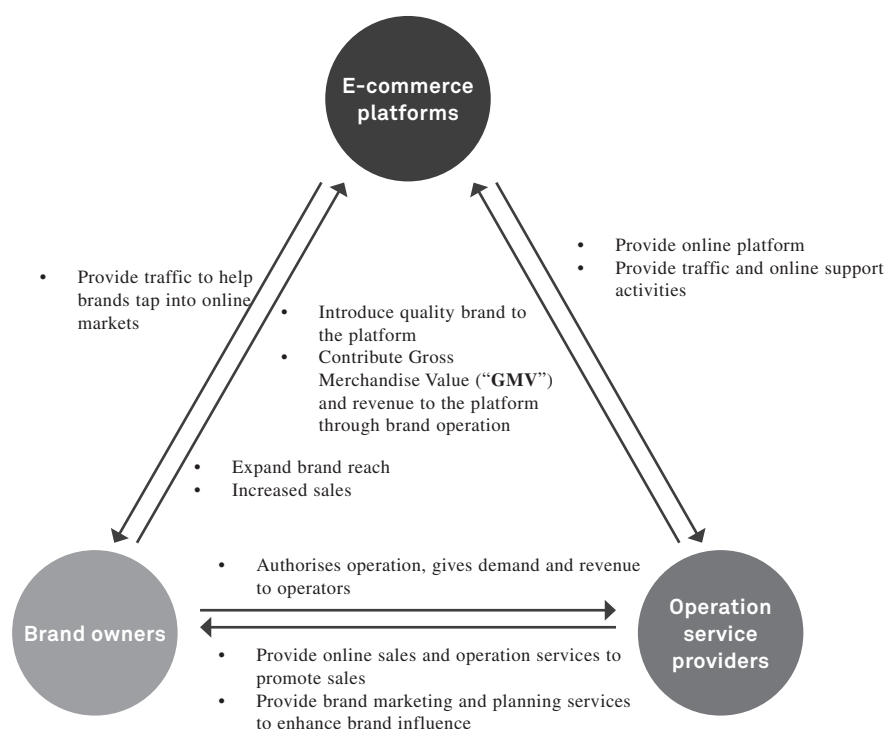 E-commerce
platforms
• Provide online platform
• Provide traffic and online support
activities
• Provide traffic to help
brands tap into online
markets
• Introduce quality brand to
the platform
• Contribute Gross
Merchandise Value (“GMV”)
and revenue to the platform
through brand operation
• Expand brand reach
• Increased sales
• Authorises operation, gives demand and revenue
to operators
Brand owners
Operation
service
providers
• Provide online sales and operation services to
promote sales
• Provide brand marketing and planning services
to enhance brand influence